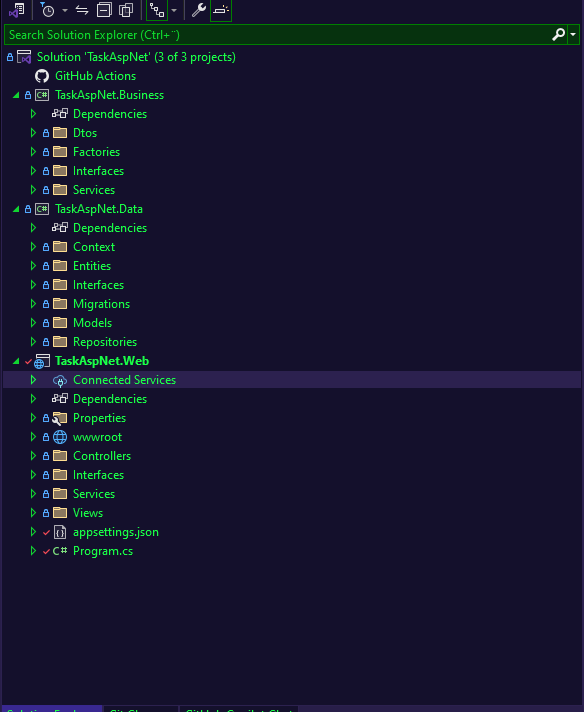 Search Solution Explorer (Ctrl+¨)
Solution 'TaskAspNet' (3 of 3 projects)
GitHub Actions
C# TaskAspNet.Business
Dependencies
Dtos
Factories
Interfaces
Services
C# TaskAspNet.Data
Dependencies
Context
Entities
Interfaces
Migrations
Models
Repositories
TaskAspNet.Web
Connected Services
Dependencies
Properties
wwwroot
Controllers
Interfaces
Services
Views
appsettings.json
C# Program.cs